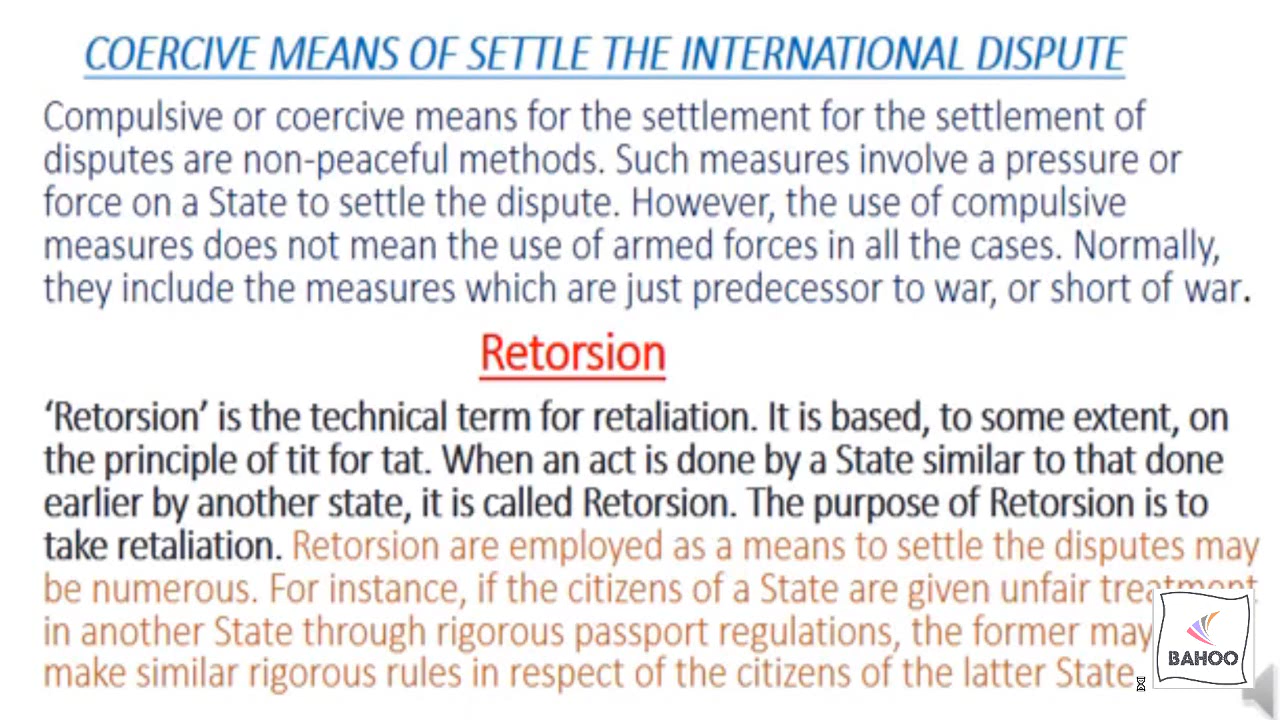 COERCIVE MEANS OF SETTLE THE INTERNATIONAL DISPUTE
Compulsive or coercive means for the settlement for the settlement of
disputes are non-peaceful methods. Such measures involve a pressure or
force on a State to settle the dispute. However, the use of compulsive
measures does not mean the use of armed forces in all the cases. Normally,
they include the measures which are just predecessor to war, or short of war.
Retorsion
‘Retorsion’ is the technical term for retaliation. It is based, to some extent, on
the principle of tit for tat. When an act is done by a State similar to that done
earlier by another state, it is called Retorsion. The purpose of Retorsion is to
take retaliation. Retorsion are employed as a means to settle the disputes may
be numerous. For instance, if the citizens of a State are given unfair treatment
in another State through rigorous passport regulations, the former may
make similar rigorous rules in respect of the citizens of the latter State.
BAHOO